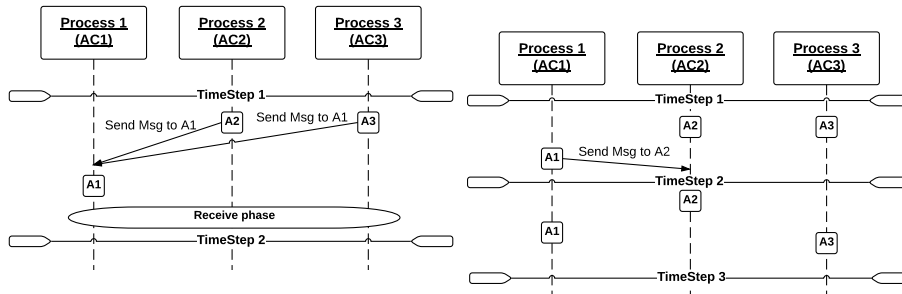 Process 1
(AC1)
Process 2
(AC2)
Process 3
(AC3)
TimeStep 1
Send Msg to A1
A2
Send Msg to A1
A3
A1
Receive phase
TimeStep 2
Process 1
(AC1)
Process 2
(AC2)
Process 3
(AC3)
TimeStep 1
A2
A3
A1
Send Msg to A2
TimeStep 2
A2
A1
A3
TimeStep 3